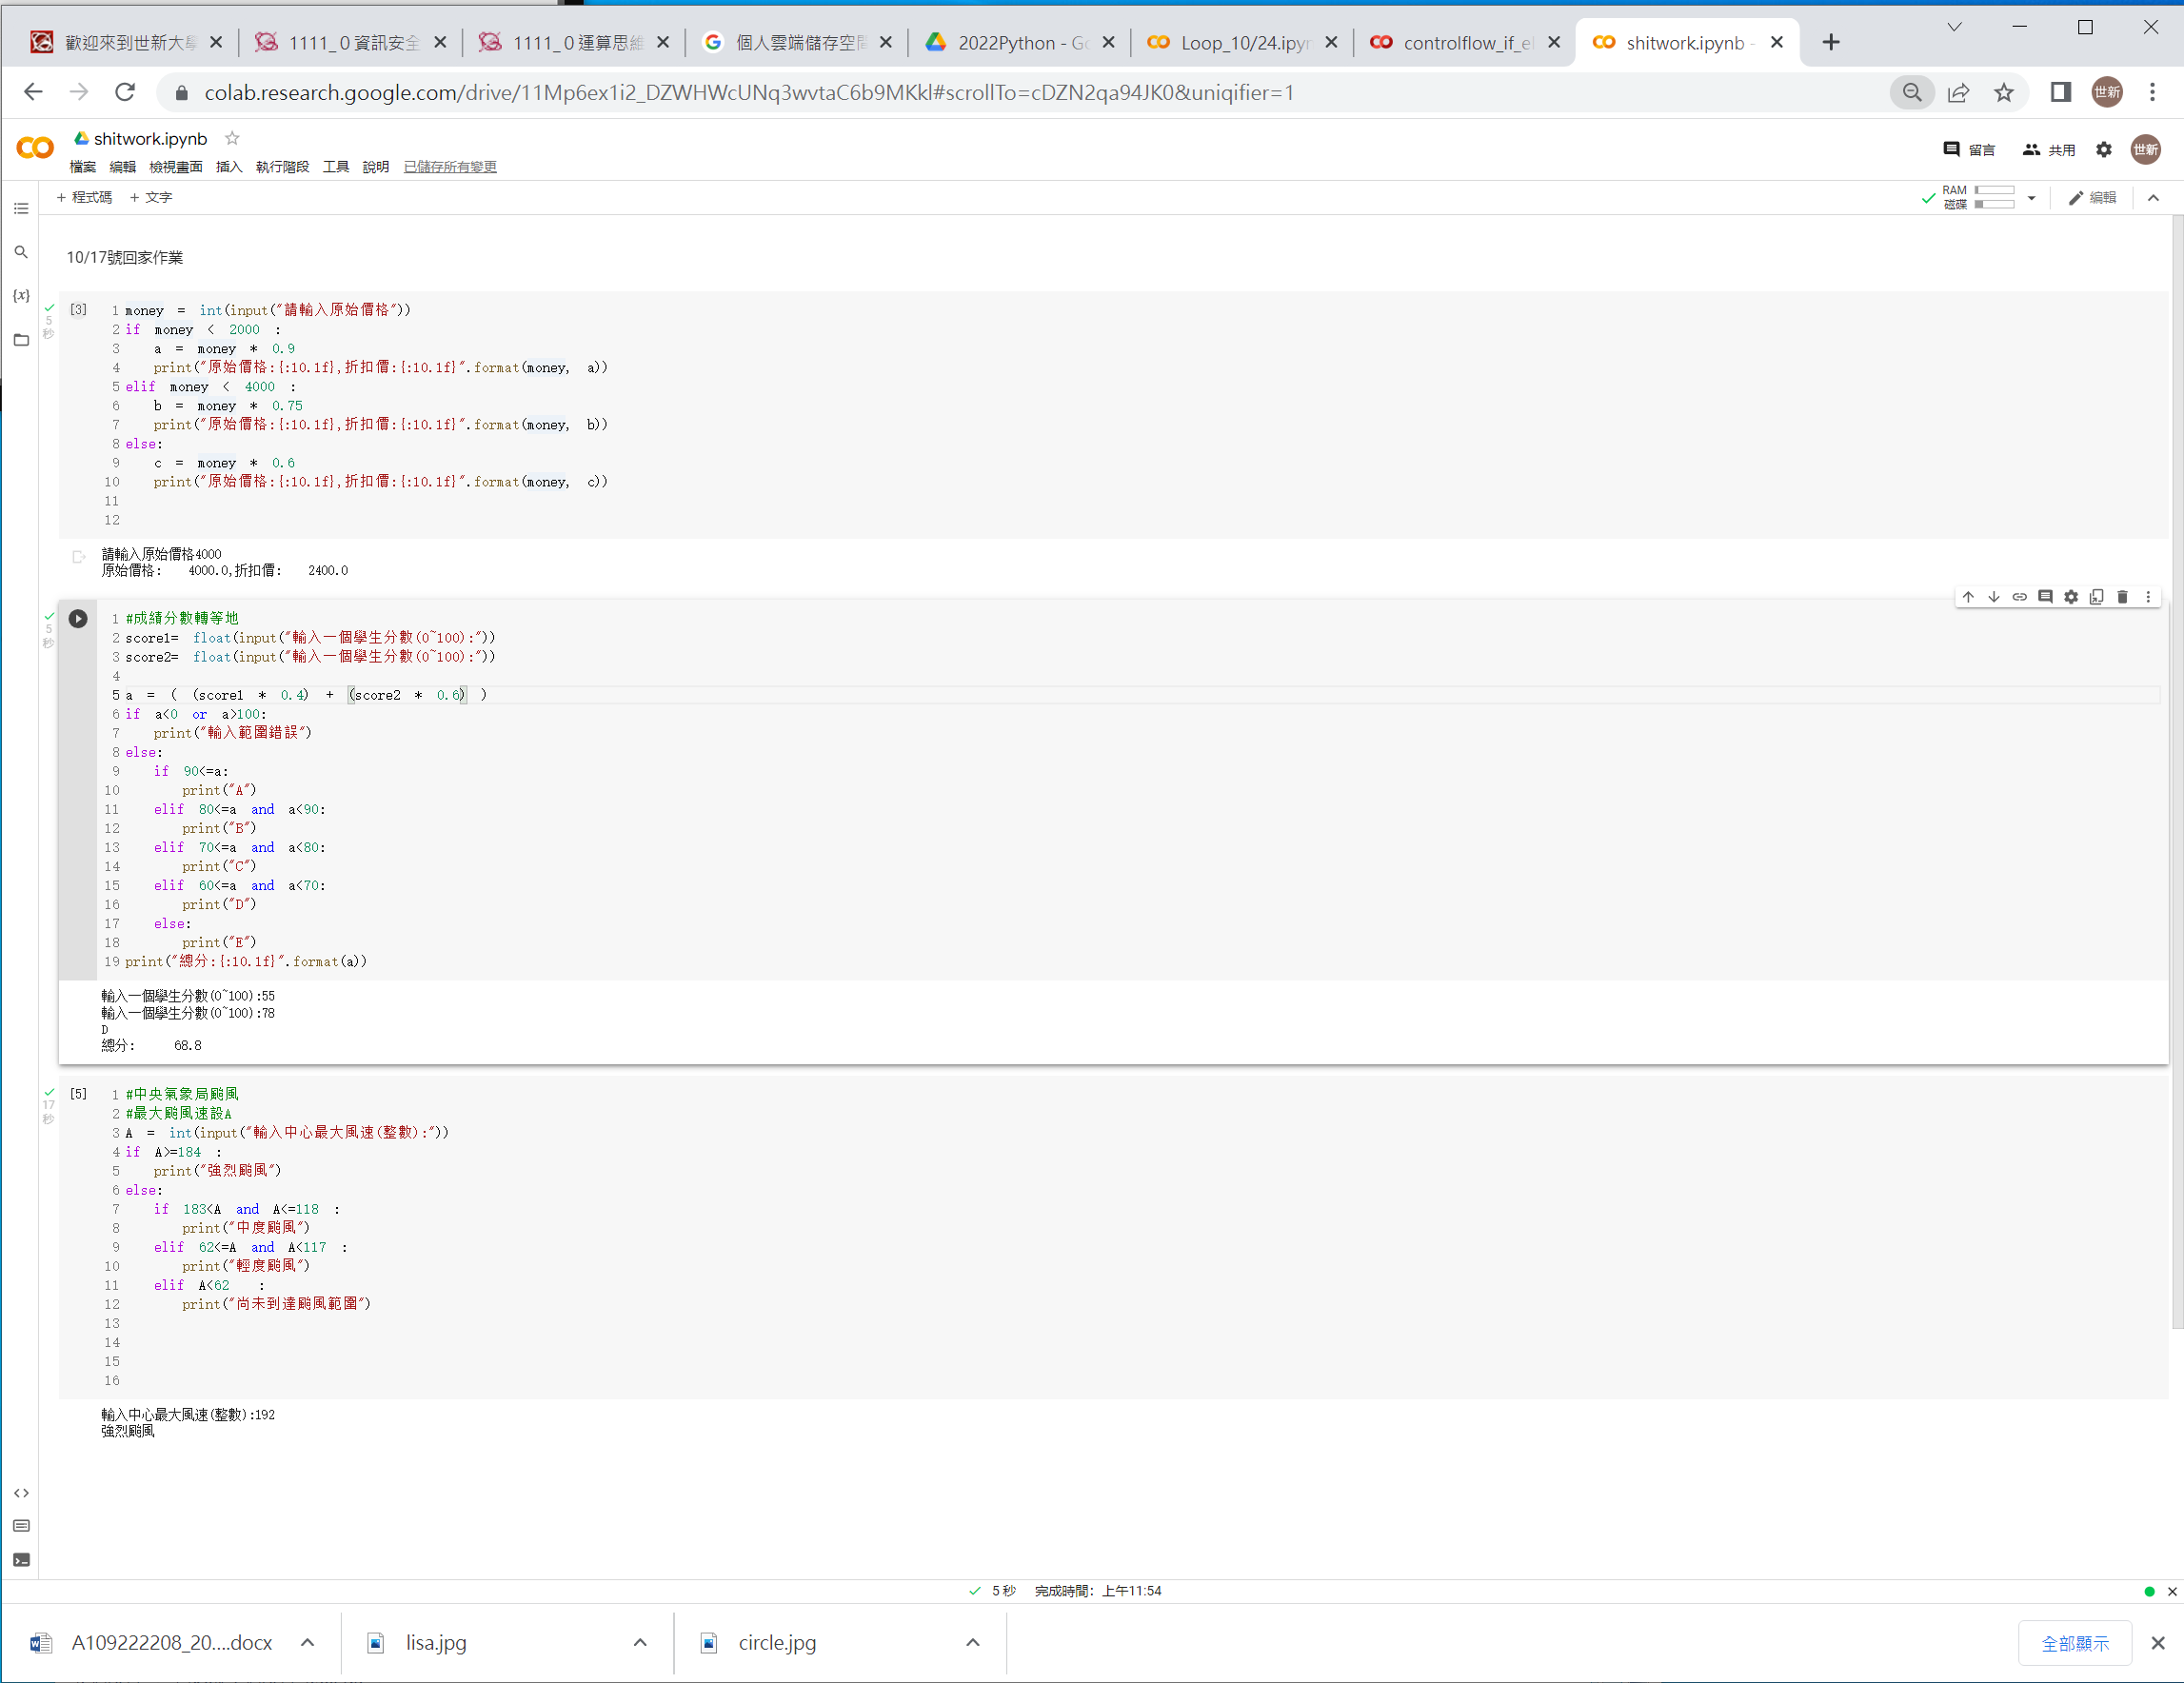 歡迎來到世新大學
1111_ 0 資訊安全
1111_ 0 運算思維
個人雲端儲存空間
2022Python - Go
Loop_10/24.ipyn
controlflow_if_el
shitwork.ipynb -
colab.research.google.com/drive/11Mp6ex1i2_DZWHWcUNq3wvtaC6b9MKkl#scrollTo=cDZN2qa94JK0&uniqifier=1
世新
shitwork.ipynb
檔案 編輯 檢視畫面 插入 執行階段 工具 說明 已儲存所有變更
留言 共用 世新
+ 程式碼 + 文字
RAM
磁碟
編輯
10/17號回家作業
[3]
5
秒
1 money = int(input("請輸入原始價格"))
2 if money < 2000 :
3 a = money * 0.9
4 print("原始價格:{:10.1f},折扣價:{:10.1f}".format(money, a))
5 elif money < 4000 :
6 b = money * 0.75
7 print("原始價格:{:10.1f},折扣價:{:10.1f}".format(money, b))
8 else:
9 c = money * 0.6
10 print("原始價格:{:10.1f},折扣價:{:10.1f}".format(money, c))
11
12
請輸入原始價格4000
原始價格: 4000.0,折扣價: 2400.0
5
秒
1 #成績分數轉等地
2 score1= float(input("輸入一個學生分數(0~100):"))
3 score2= float(input("輸入一個學生分數(0~100):"))
4
5 a = ( (score1 * 0.4) + (score2 * 0.6) )
6 if a<0 or a>100:
7 print("輸入範圍錯誤")
8 else:
9 if 90<=a:
10 print("A")
11 elif 80<=a and a<90:
12 print("B")
13 elif 70<=a and a<80:
14 print("C")
15 elif 60<=a and a<70:
16 print("D")
17 else:
18 print("E")
19 print("總分:{:10.1f}".format(a))
輸入一個學生分數(0~100):55
輸入一個學生分數(0~100):78
D
總分: 68.8
[5]
17
秒
1 #中央氣象局颱風
2 #最大颱風速設A
3 A = int(input("輸入中心最大風速(整數):"))
4 if A>=184 :
5 print("強烈颱風")
6 else:
7 if 183<A and A<=118 :
8 print("中度颱風")
9 elif 62<=A and A<117 :
10 print("輕度颱風")
11 elif A<62 :
12 print("尚未到達颱風範圍")
13
14
15
16
輸入中心最大風速(整數):192
強烈颱風
5 秒 完成時間: 上午11:54
A109222208_20....docx
lisa.jpg
circle.jpg
全部顯示